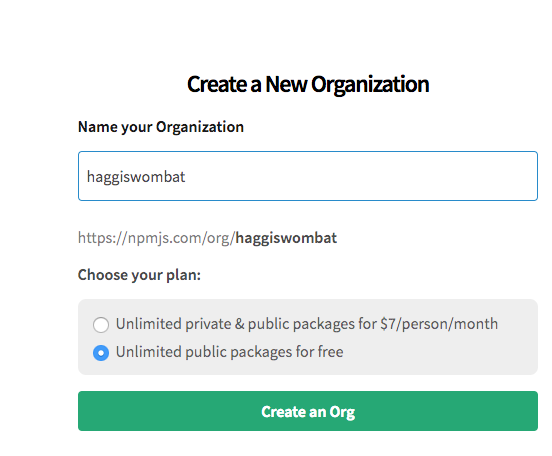 Create a New Organization
Name your Organization
haggiswombat
https://npmjs.com/org/haggiswombat
Choose your plan:
Unlimited private & public packages for $7/person/month
Unlimited public packages for free
Create an Org